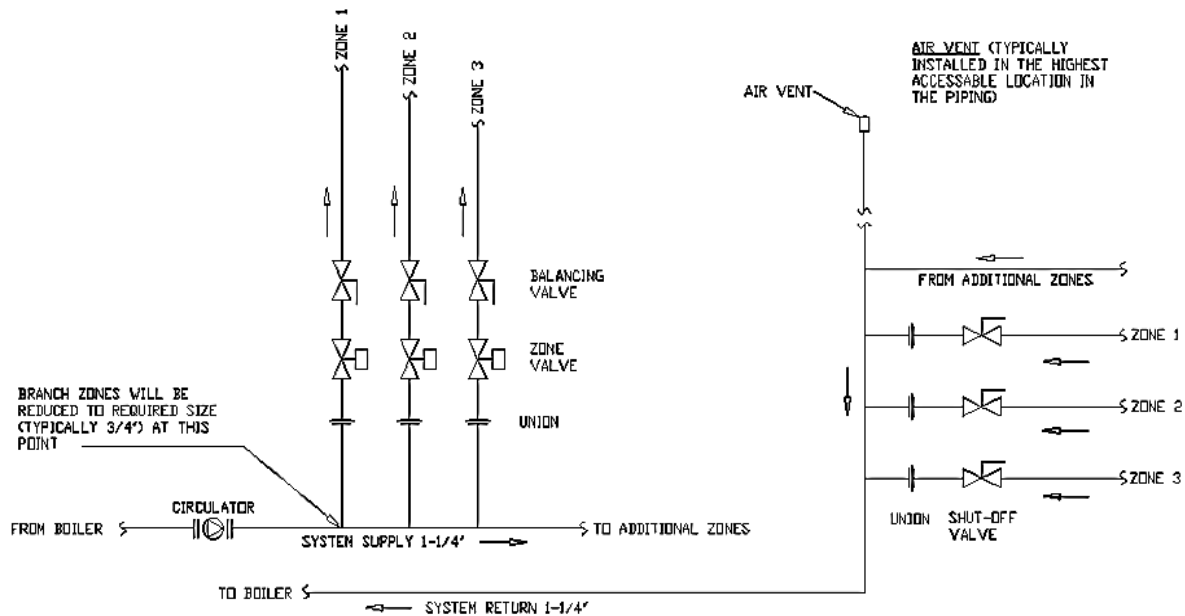 ZONE 1
ZONE 2
ZONE 3
AIR VENT (TYPICALLY
INSTALLED IN THE HIGHEST
ACCESSABLE LOCATION IN
THE PIPING)
AIR VENT
BALANCING
VALVE
FROM ADDITIONAL ZONES
ZONE 1
ZONE
VALVE
BRANCH ZONES WILL BE
REDUCED TO REQUIRED SIZE
(TYPICALLY 3/4") AT THIS
POINT
UNION
ZONE 2
ZONE 3
CIRCULATOR
UNION
SHUT-OFF
VALVE
FROM BOILER
TO ADDITIONAL ZONES
SYSTEM SUPPLY 1-1/4"
TO BOILER
SYSTEM RETURN 1-1/4"